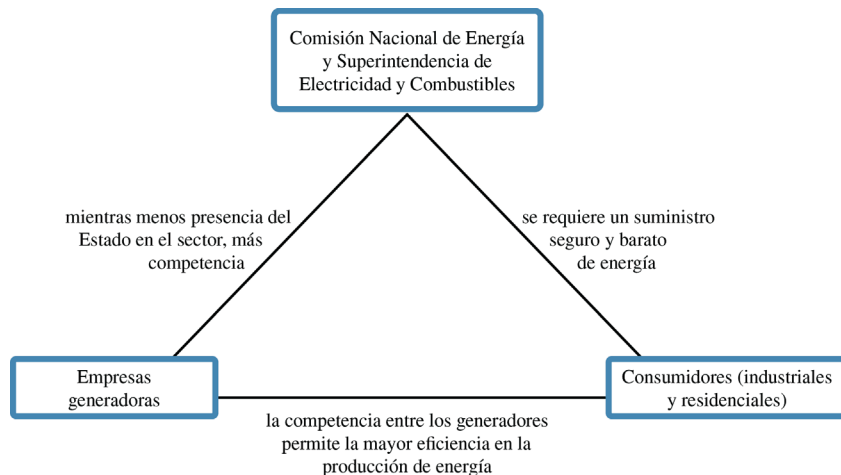 Comisión Nacional de Energía
y Superintendencia de
Electricidad y Combustibles
mientras menos presencia del
Estado en el sector, más
competencia
se requiere un suministro
seguro y barato
de energía
Empresas
generadoras
Consumidores (industriales
y residenciales)
la competencia entre los generadores
permite la mayor eficiencia en la
producción de energía